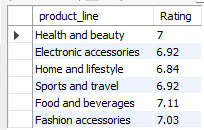 product_line Rating
Health and beauty 7
Electronic accessories 6.92
Home and lifestyle 6.84
Sports and travel 6.92
Food and beverages 7.11
Fashion accessories 7.03